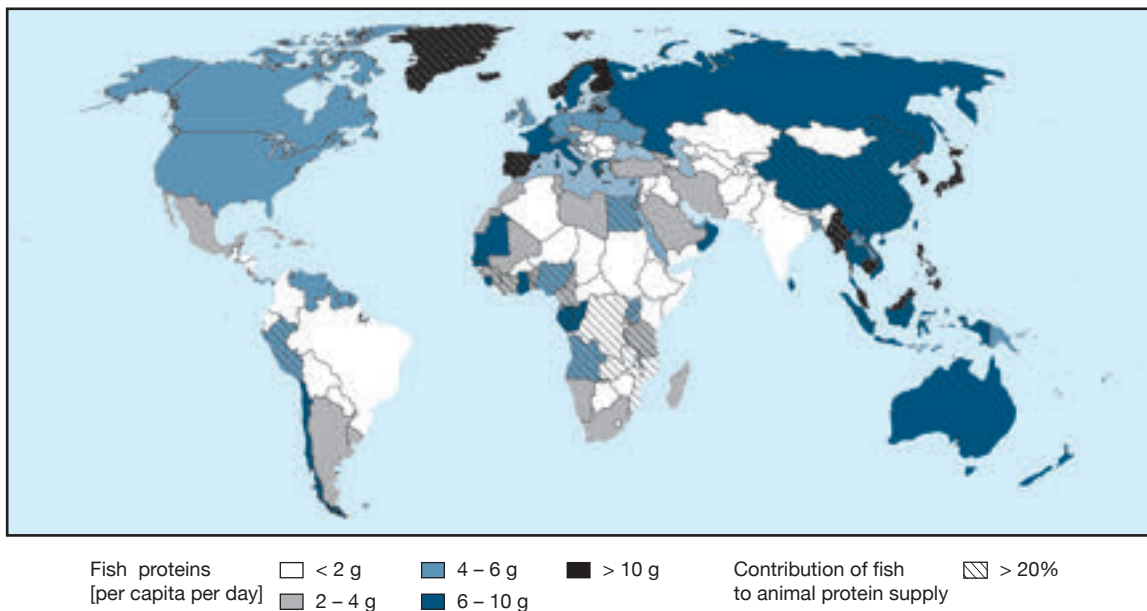 Fish proteins
[per capita per day]
< 2 g
2 – 4 g
4 – 6 g
6 – 10 g
> 10 g
Contribution of fish
to animal protein supply
> 20%